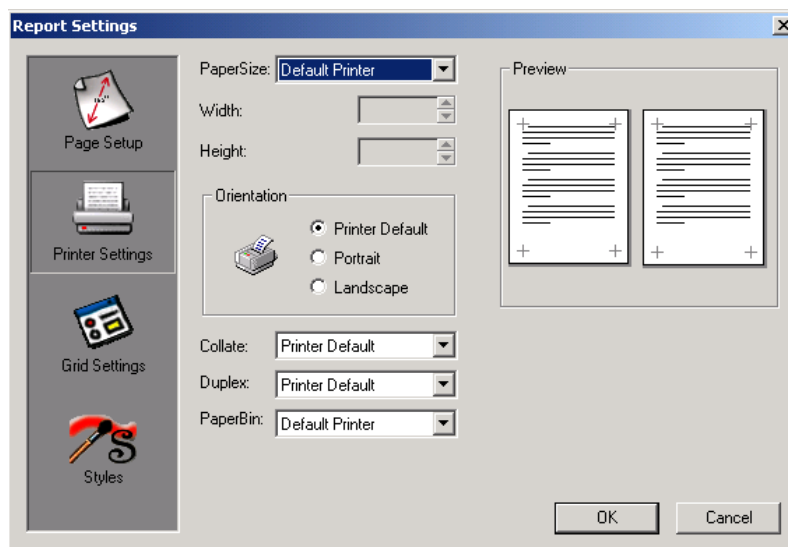 Report Settings
Page Setup
Printer Settings
Grid Settings
Styles
PaperSize: Default Printer
Width:
Height:
Orientation
Printer Default
Portrait
Landscape
Collate: Printer Default
Duplex: Printer Default
PaperBin: Default Printer
Preview
OK
Cancel